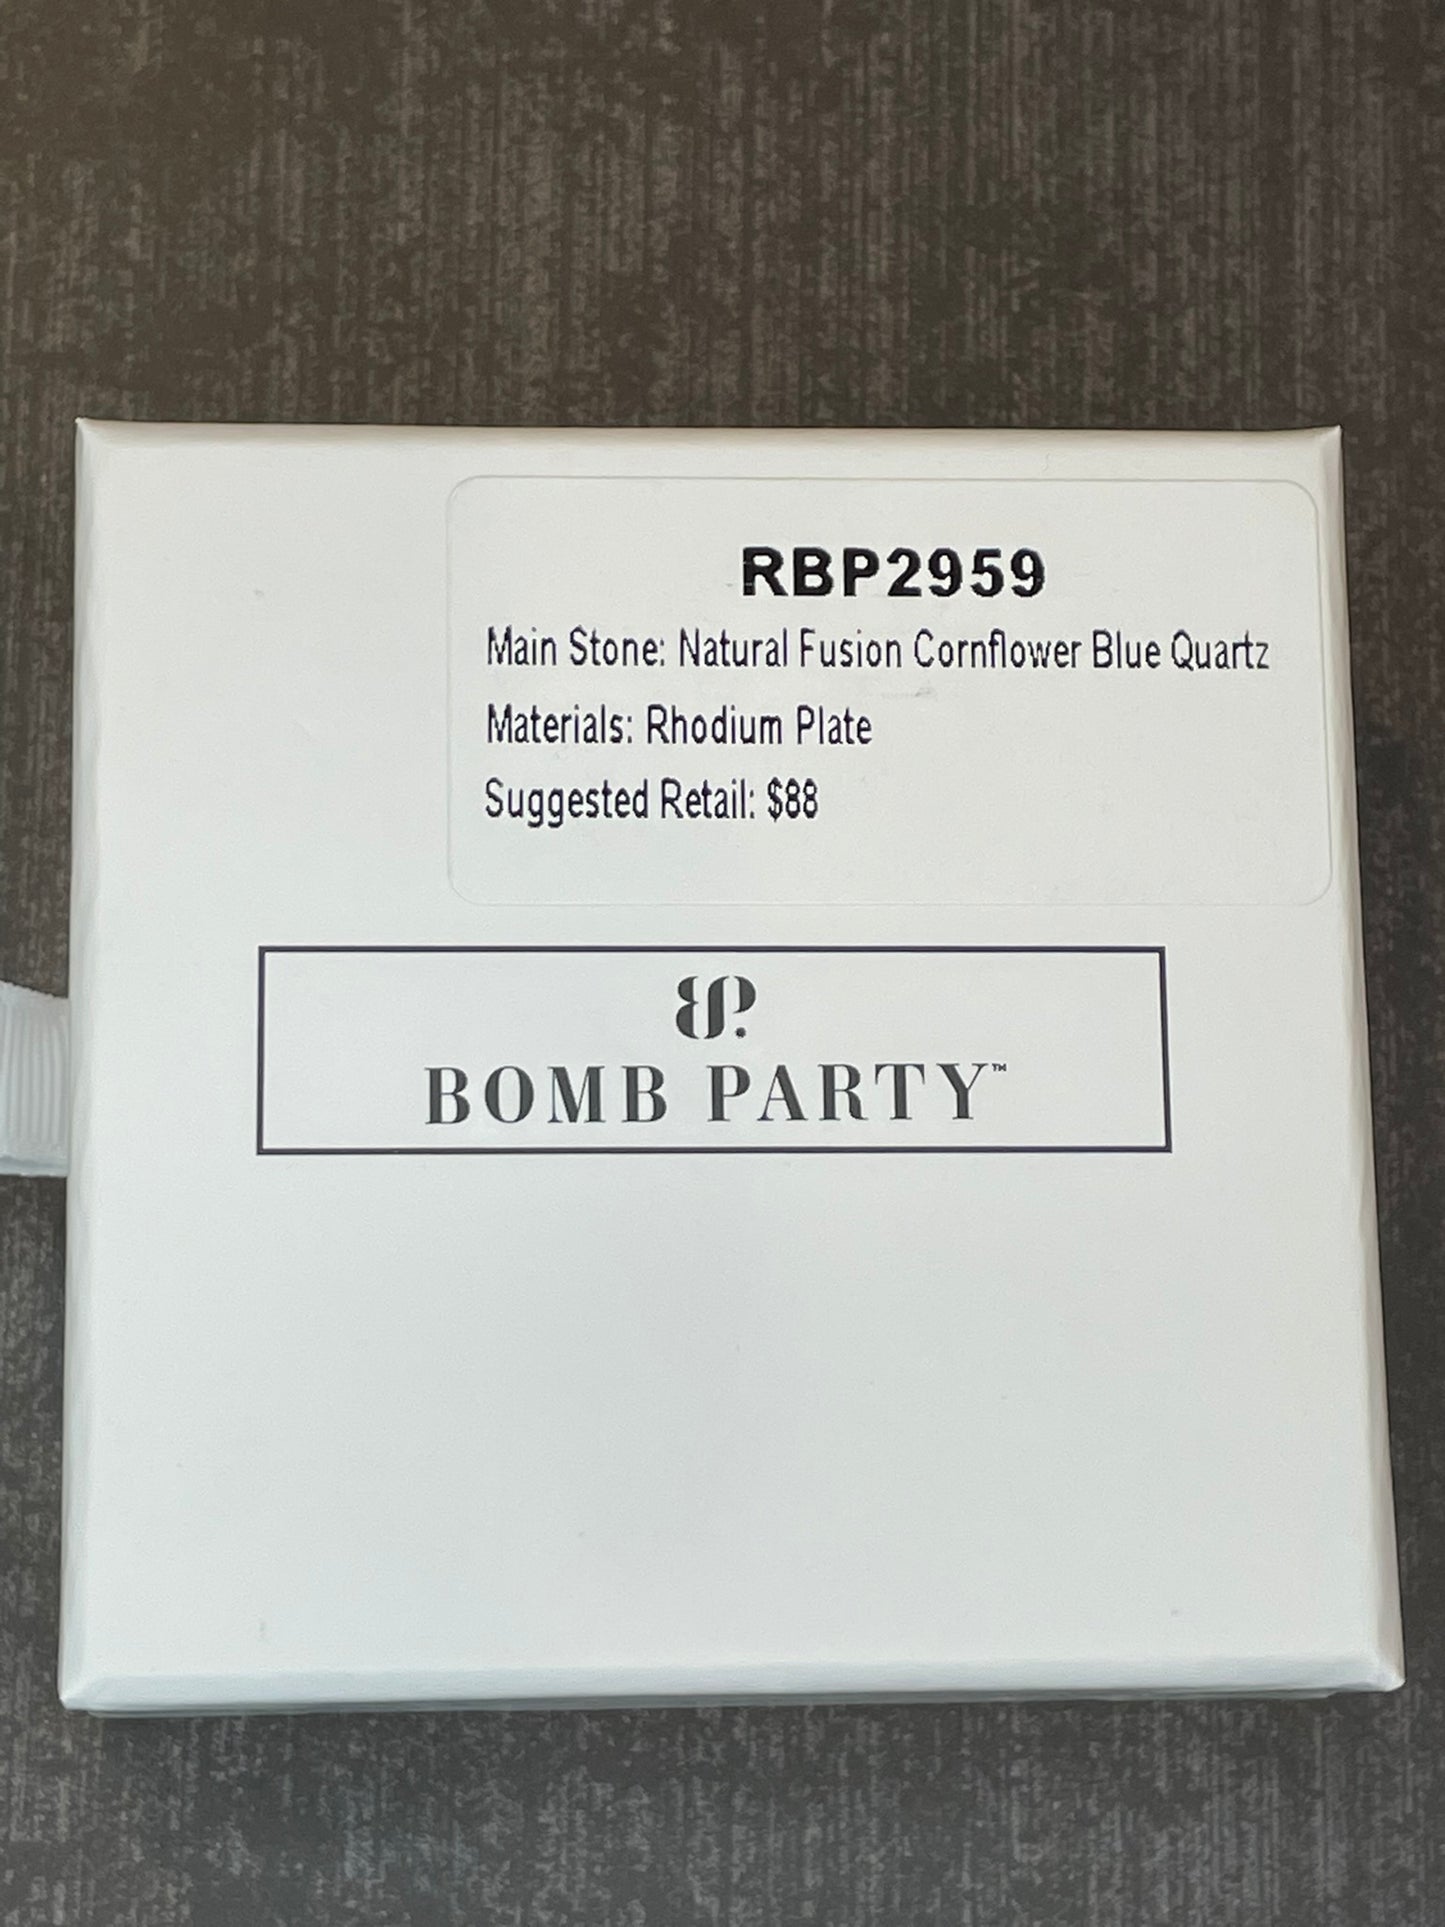 RBP2959
Main Stone: Natural Fusion Cornflower Blue Quartz
Materials: Rhodium Plate
Suggested Retail: $88
BP.
BOMB PARTY™